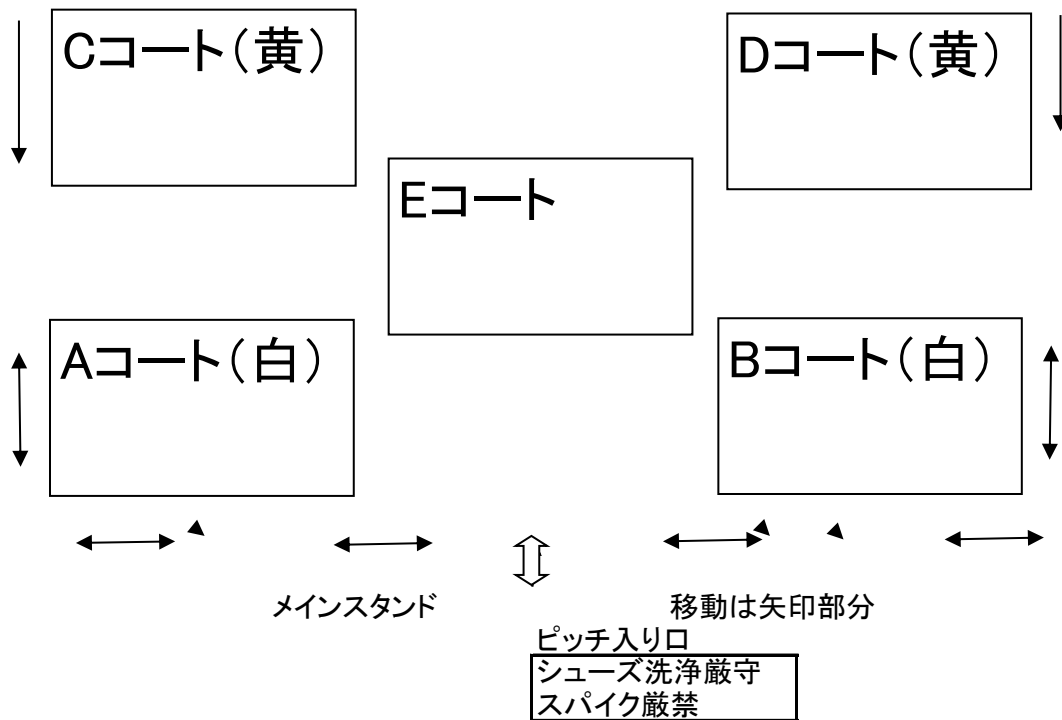 Cコート（黄）
Dコート（黄）
Eコート
Aコート（白）
Bコート（白）
メインスタンド
移動は矢印部分
ピッチ入り口
シューズ洗浄厳守
スパイク厳禁